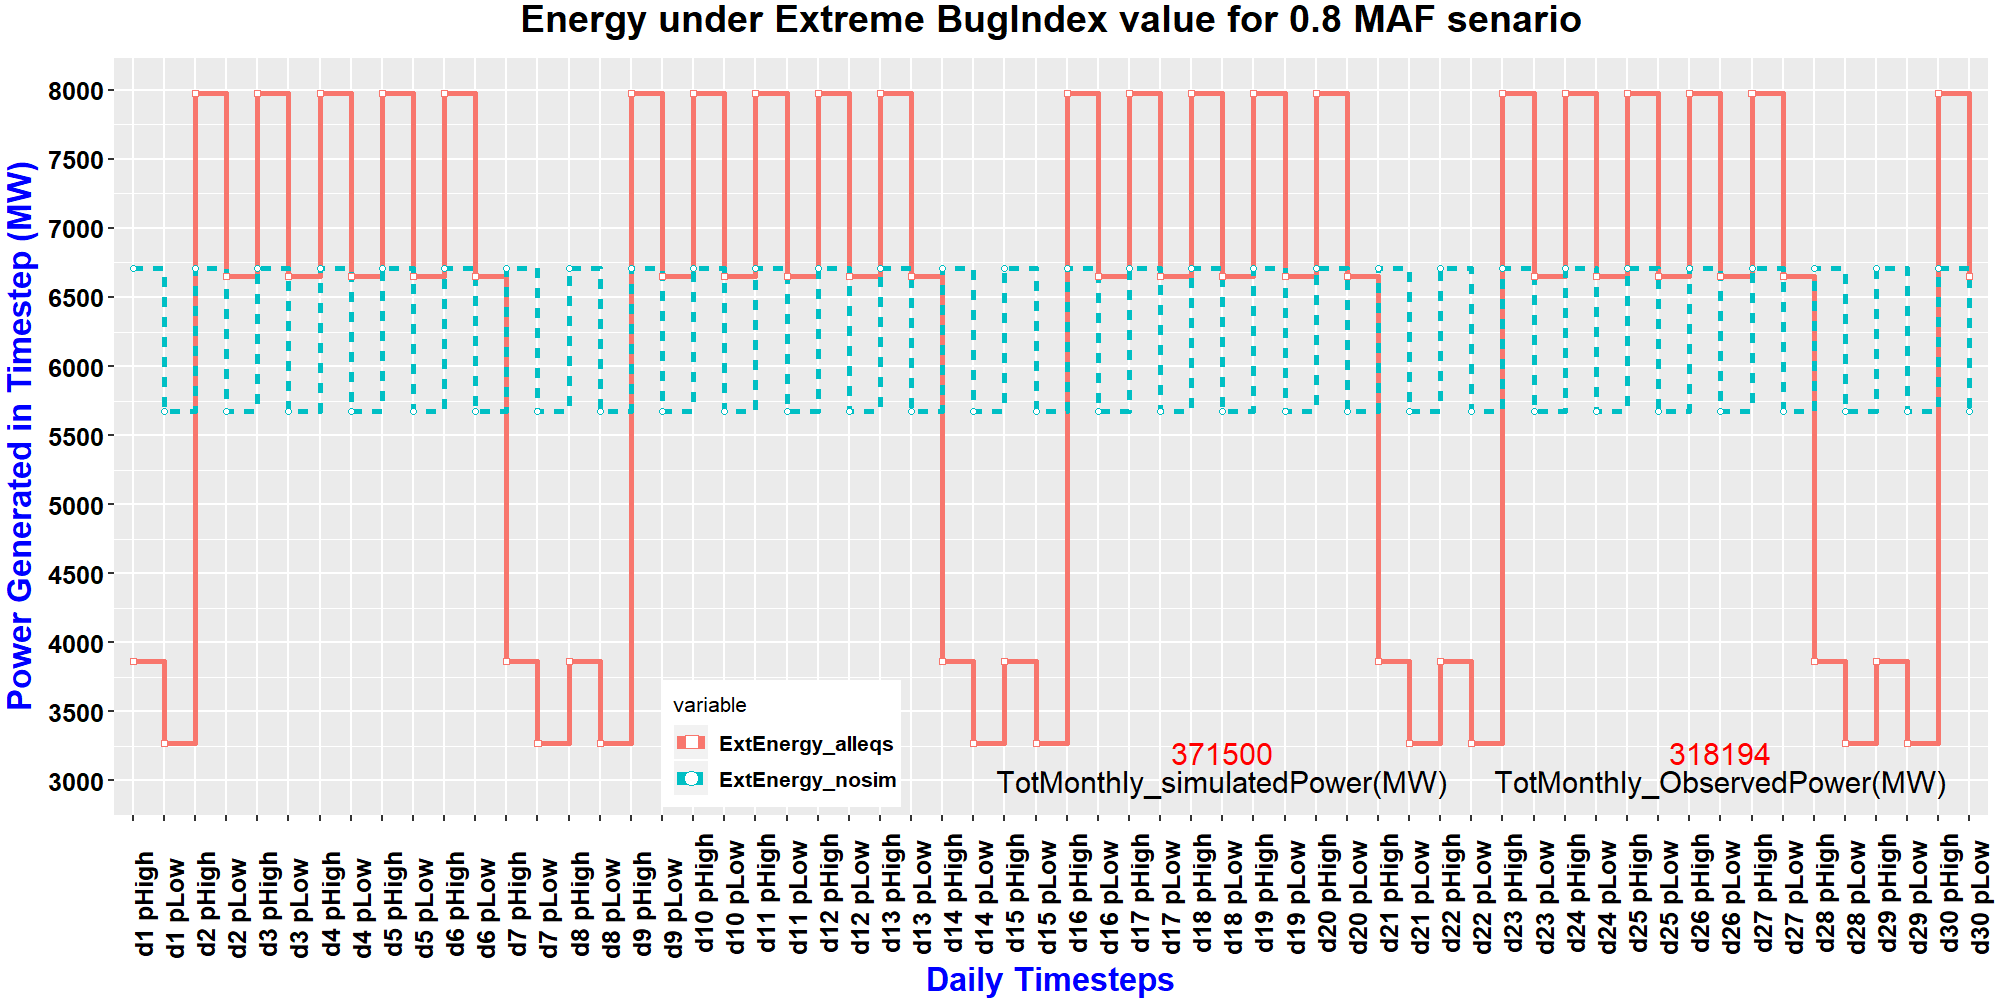 Energy under Extreme BugIndex value for 0.8 MAF senario
Power Generated in Timestep (MW)
8000
7500
7000
6500
6000
5500
5000
4500
4000
3500
3000
variable
ExtEnergy_alleqs
ExtEnergy_nosim
371500
TotMonthly_simulatedPower(MW)
318194
TotMonthly_ObservedPower(MW)
d1 pHigh
d1 pLow
d2 pHigh
d2 pLow
d3 pHigh
d3 pLow
d4 pHigh
d4 pLow
d5 pHigh
d5 pLow
d6 pHigh
d6 pLow
d7 pHigh
d7 pLow
d8 pHigh
d8 pLow
d9 pHigh
d9 pLow
d10 pHigh
d10 pLow
d11 pHigh
d11 pLow
d12 pHigh
d12 pLow
d13 pHigh
d13 pLow
d14 pHigh
d14 pLow
d15 pHigh
d15 pLow
d16 pHigh
d16 pLow
d17 pHigh
d17 pLow
d18 pHigh
d18 pLow
d19 pHigh
d19 pLow
d20 pHigh
d20 pLow
d21 pHigh
d21 pLow
d22 pHigh
d22 pLow
d23 pHigh
d23 pLow
d24 pHigh
d24 pLow
d25 pHigh
d25 pLow
d26 pHigh
d26 pLow
d27 pHigh
d27 pLow
d28 pHigh
d28 pLow
d29 pHigh
d29 pLow
d30 pHigh
d30 pLow
Daily Timesteps